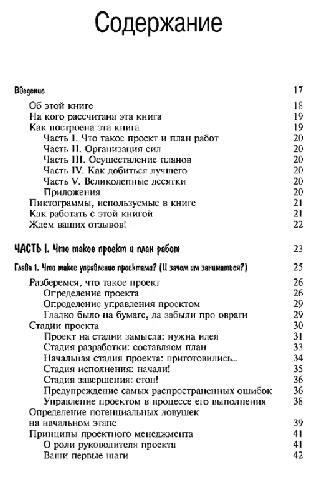 Содержание
Введение 17
Об этой книге 18
На кого рассчитана эта книга 19
Как построена эта книга 19
Часть I. Что такое проект и план работ 20
Часть II. Организация сил 20
Часть III. Осуществление планов 20
Часть IV. Как добиться лучшего 21
Часть V. Великолепные десятки 21
Приложения 21
Пиктограммы, используемые в книге 21
Как работать с этой книгой 21
Ждем ваших отзывов! 22
ЧАСТЬ I. Что такое проект и план работ 23
Глава 1. Что такое управление проектами? (И зачем им заниматься?) 25
Разберемся, что такое проект 26
Определение проекта 26
Определение управления проектом 29
Гладко было на бумаге, да забыли про овраги 29
Стадии проекта 30
Проект на стадии замысла: нужна идея 31
Стадия разработки: составляем план 33
Начальная стадия проекта: приготовились.. 34
Стадия исполнения: начали! 35
Стадия завершения: стоп! 36
Предупреждение самых распространенных ошибок 36
Управление проектом в процессе его выполнения 38
Определение потенциальных ловушек
на начальном этапе 39
Принципы проектного менеджмента 41
О роли руководителя проекта 41
Ваши первые шаги 42